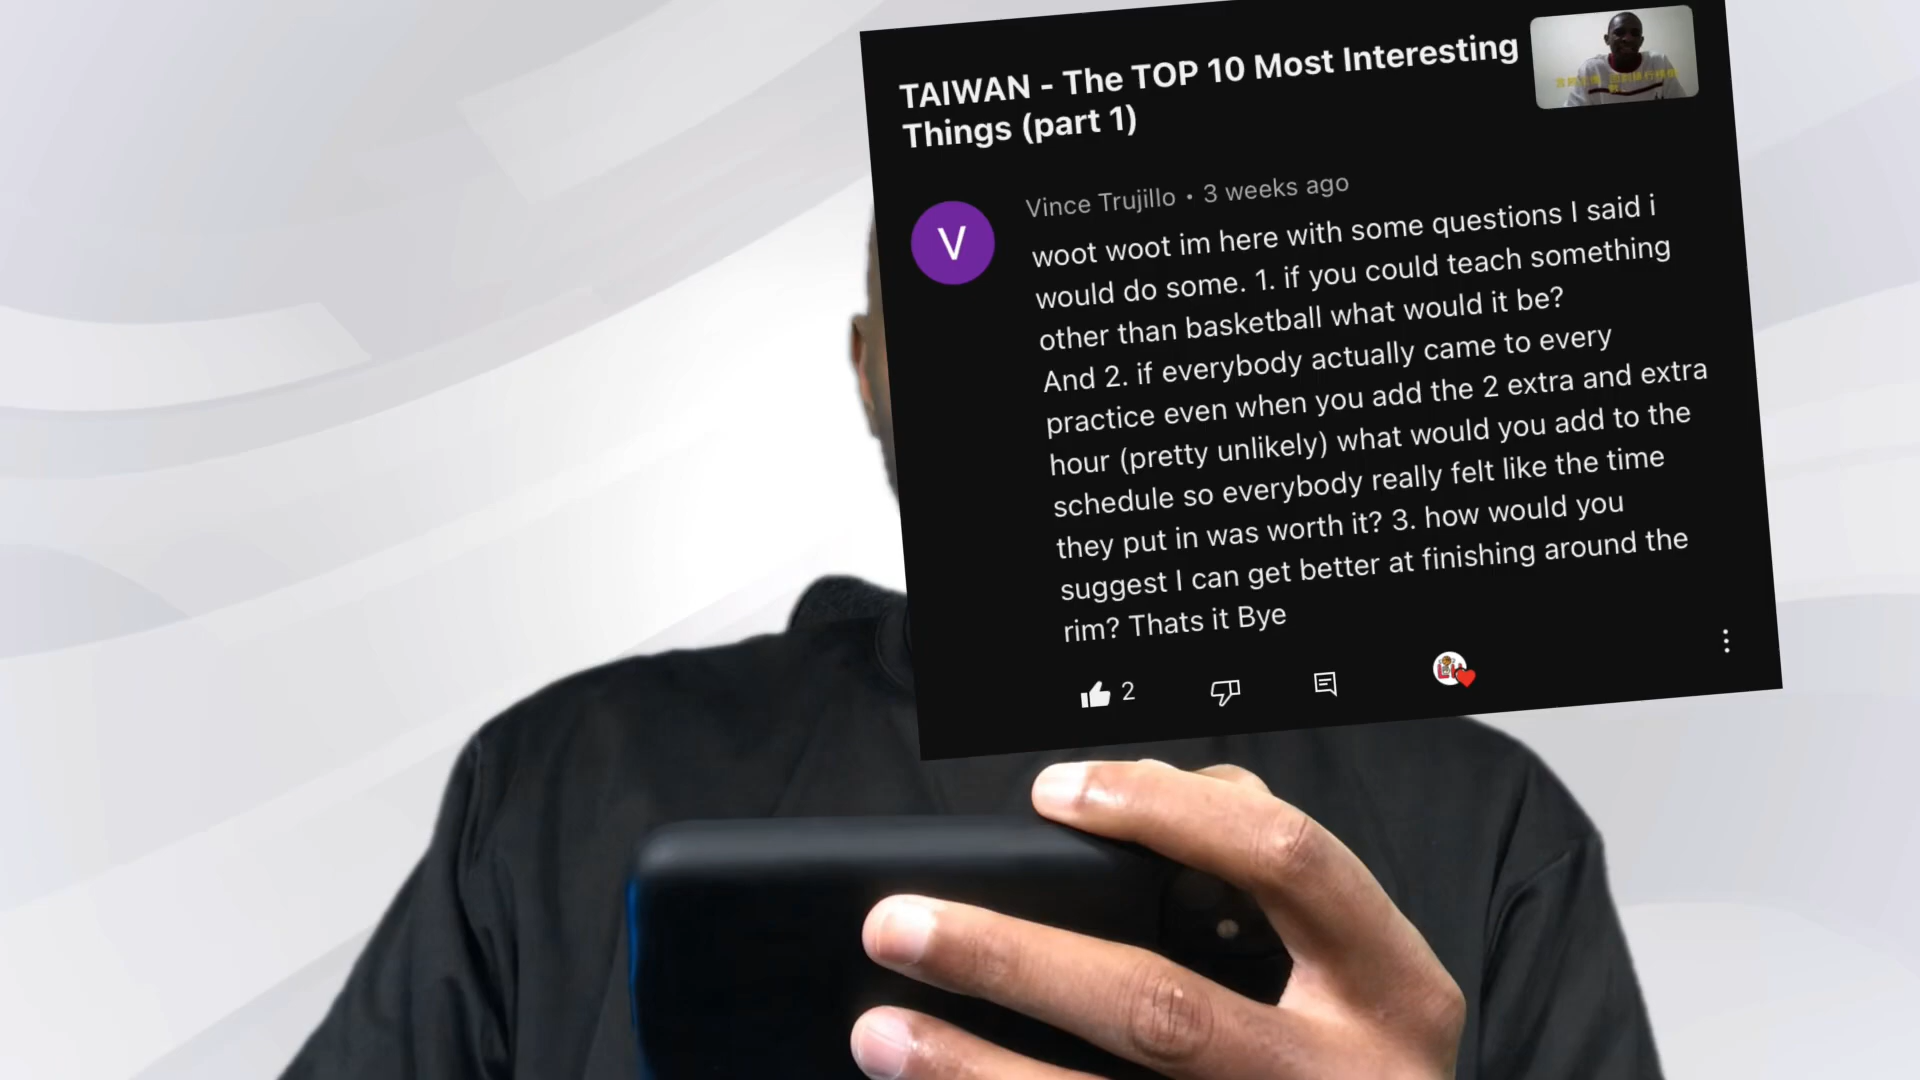 TAIWAN - The TOP 10 Most Interesting
Things (part 1)
Vince Trujillo • 3 weeks ago
V
woot woot im here with some questions I said i
would do some. 1. if you could teach something
other than basketball what would it be?
And 2. if everybody actually came to every
practice even when you add the 2 extra and extra
hour (pretty unlikely) what would you add to the
schedule so everybody really felt like the time
they put in was worth it? 3. how would you
suggest I can get better at finishing around the
rim? Thats it Bye
2